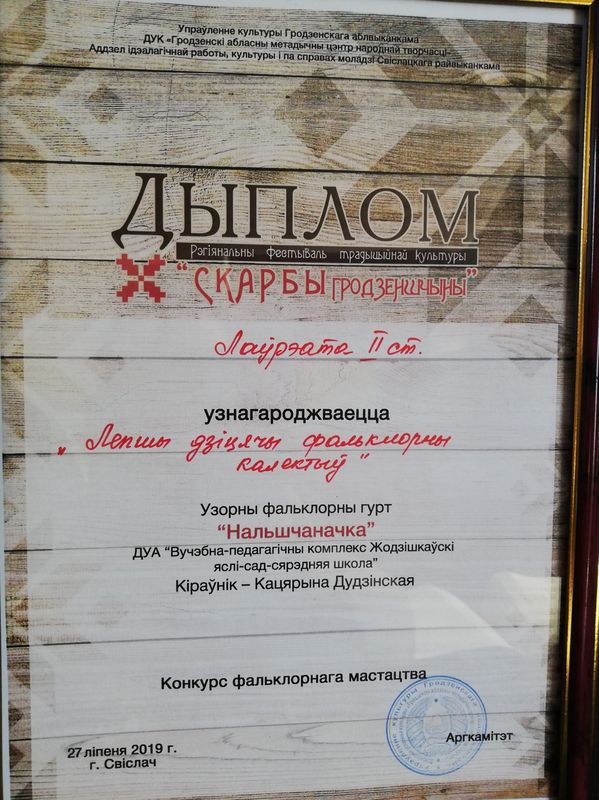 Упраўленне культуры Гродзенскага аблвыканкама
ДУК «Гродзенскі абласны метадычны цэнтр народнай творчасці»
Аддзел ідэалагічнай работы, культуры і па справах моладзі Свіслацкага райвыканкама
ДЫПЛОМ
Рэгіянальны фестываль традыцыйнай культуры
"СКАРБЫ ГРОДЗЕНШЧЫНЫ"
Лаўрэата II ст.
узнагароджваецца
„Лепшы дзіцячы фальклорны
калектыў"
Узорны фальклорны гурт
"Нальшчаначка"
ДУА "Вучэбна-педагагічны комплекс Жодзішкаўскі
яслі-сад-сярэдняя школа"
Кіраўнік – Кацярына Дудзінская
Конкурс фальклорнага мастацтва
27 ліпеня 2019 г.
г. Свіслач
Аргкамітэт